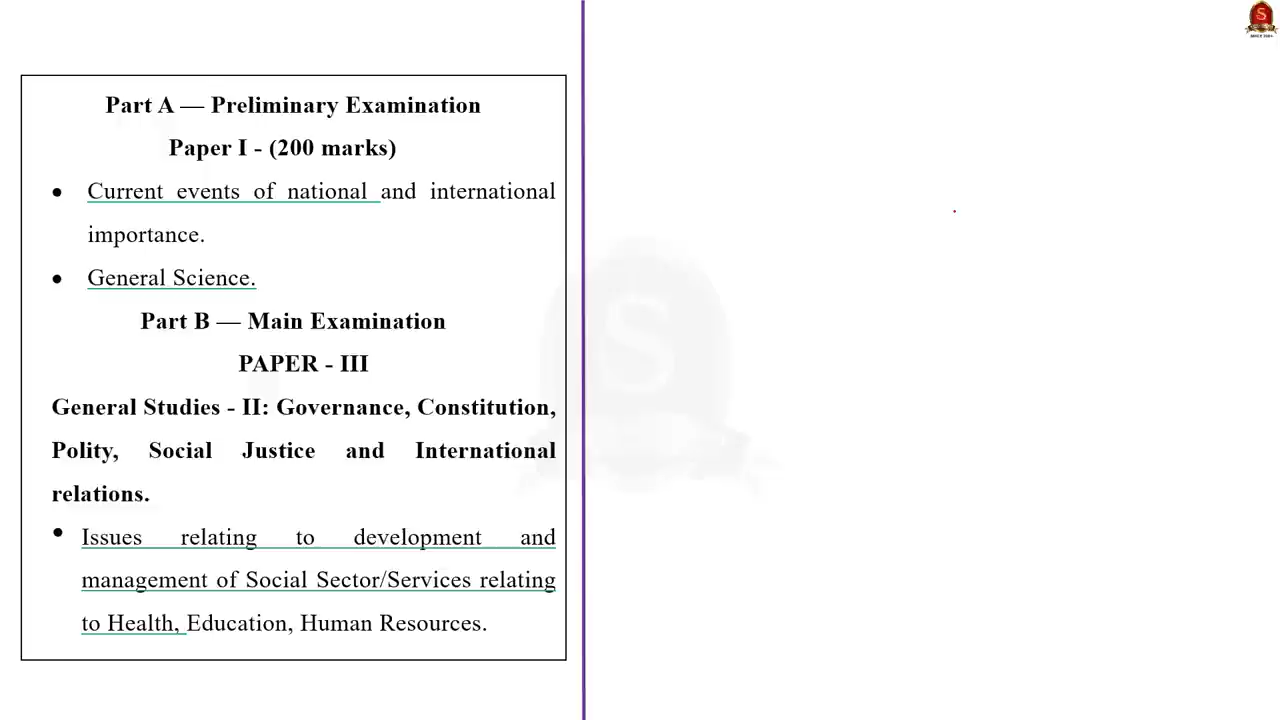 Part A — Preliminary Examination
Paper I - (200 marks)
• Current events of national and international
importance.
• General Science.
Part B — Main Examination
PAPER - III
General Studies - II: Governance, Constitution,
Polity, Social Justice and International
relations.
• Issues relating to development and
management of Social Sector/Services relating
to Health, Education, Human Resources.
S